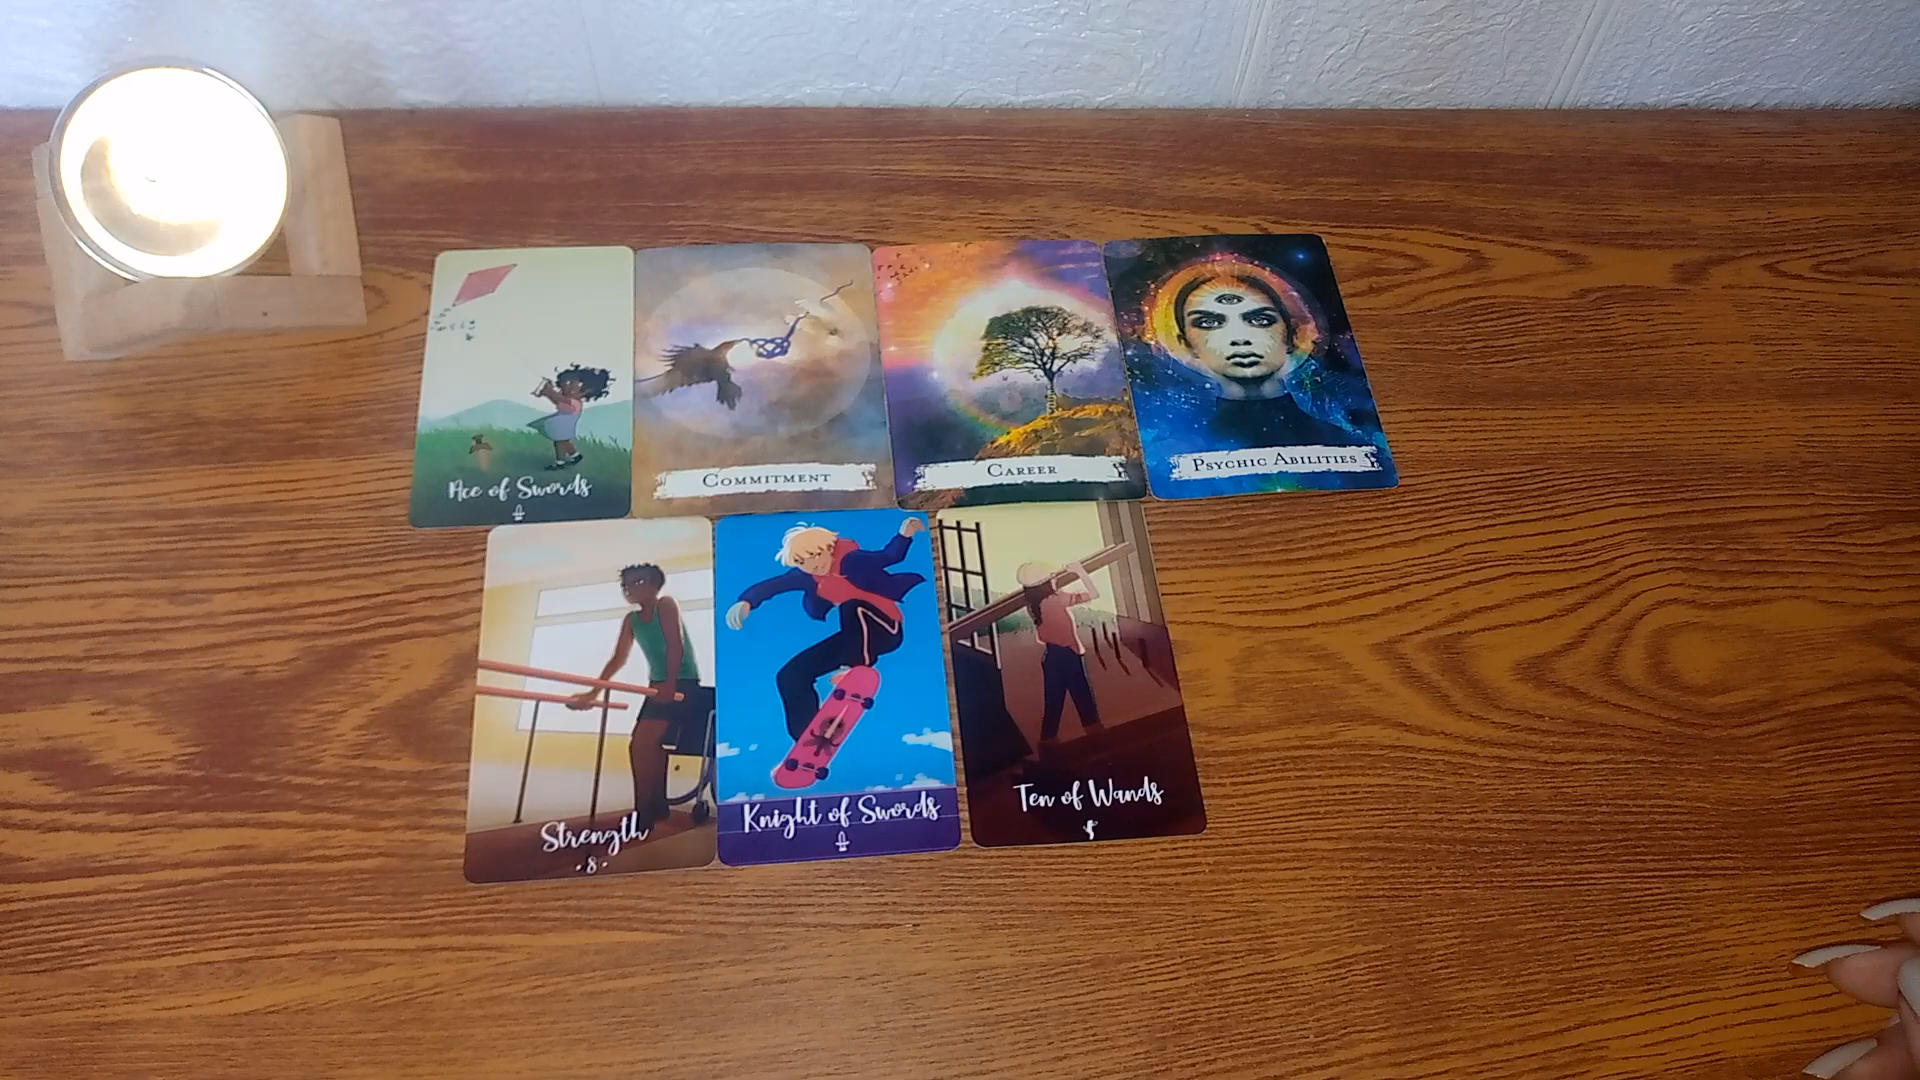 Ace of Swords
COMMITMENT
CAREER
PSYCHIC ABILITIES
Strength
·8·
Knight of Swords
Ten of Wands